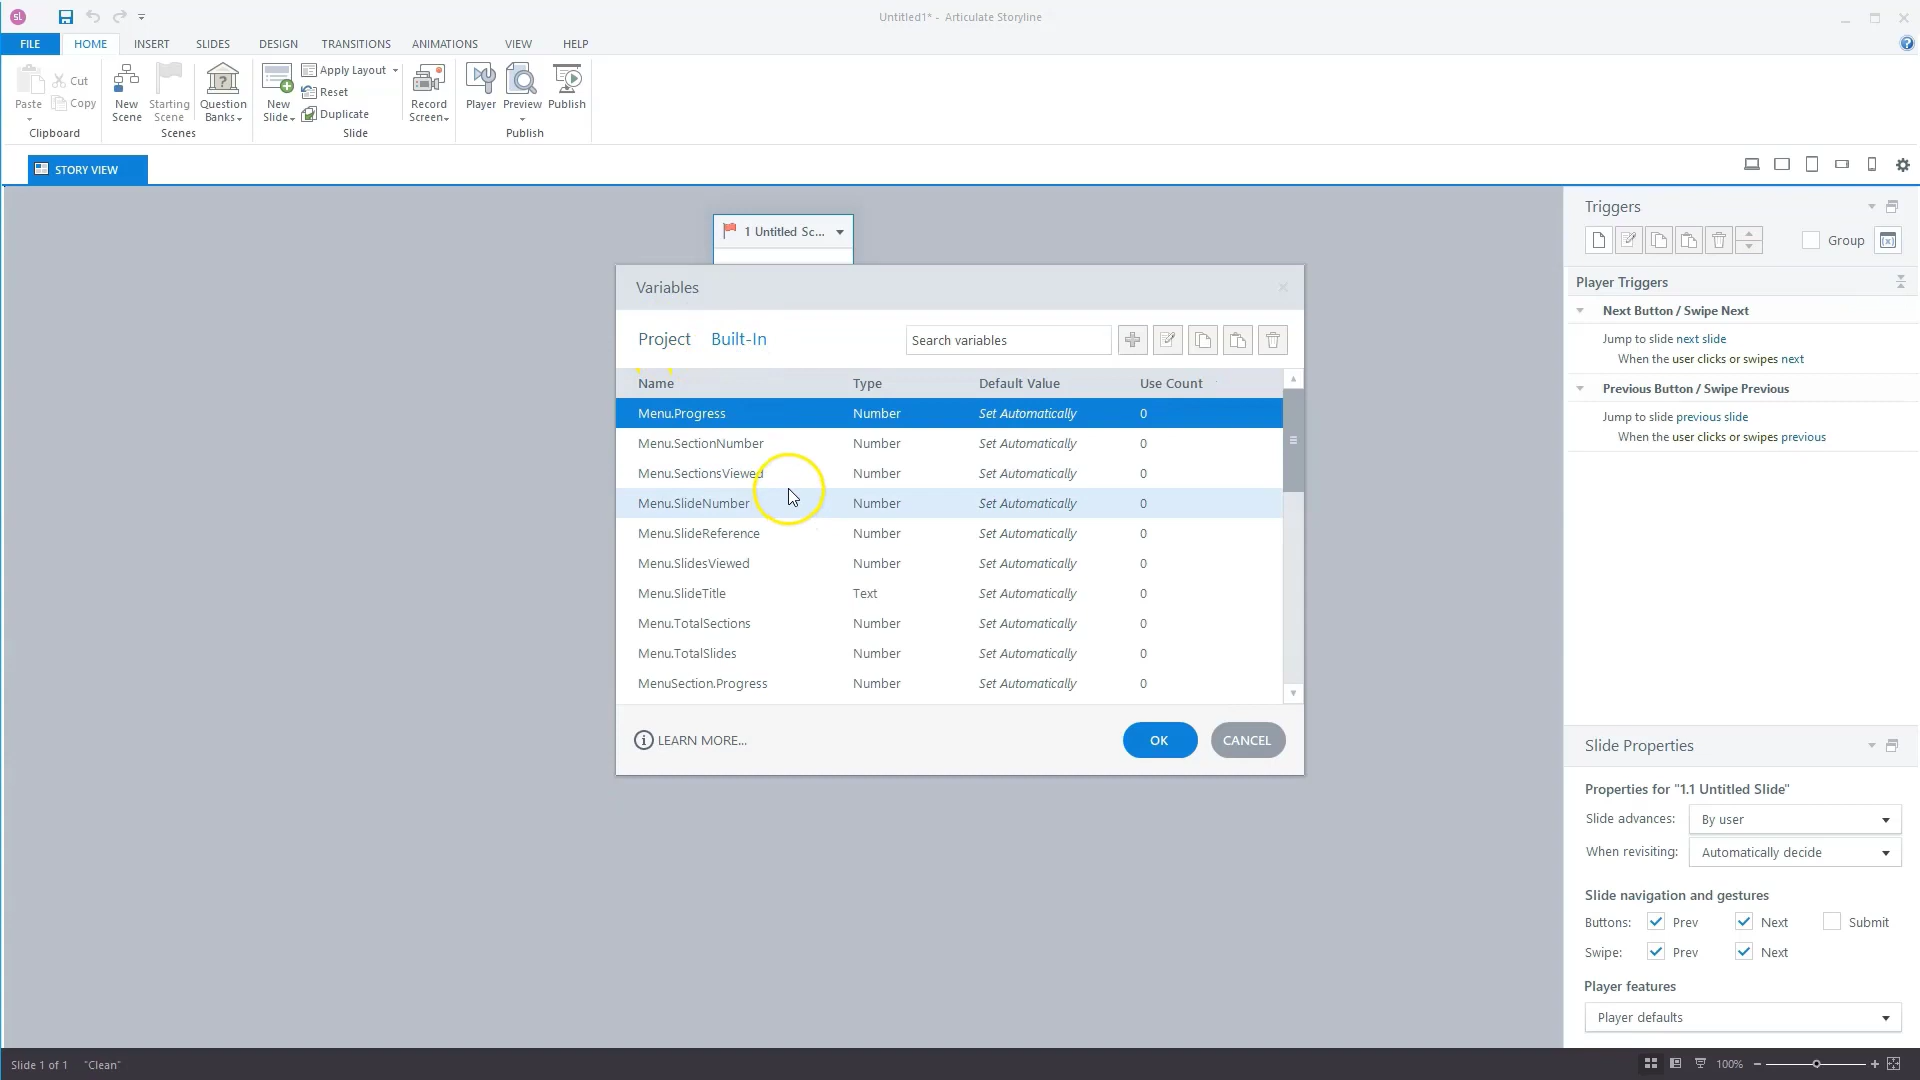 sl
Untitled1* - Articulate Storyline
FILE HOME INSERT SLIDES DESIGN TRANSITIONS ANIMATIONS VIEW HELP
Paste Cut Copy Clipboard
New Scene Starting Scene Question Banks Scenes
New Slide Apply Layout Reset Duplicate Slide
Record Screen
Player Preview Publish Publish
STORY VIEW
1 Untitled Sc...
Variables
Project Built-In Search variables
Name Type Default Value Use Count
Menu.Progress Number Set Automatically 0
Menu.SectionNumber Number Set Automatically 0
Menu.SectionsViewed Number Set Automatically 0
Menu.SlideNumber Number Set Automatically 0
Menu.SlideReference Number Set Automatically 0
Menu.SlidesViewed Number Set Automatically 0
Menu.SlideTitle Text Set Automatically 0
Menu.TotalSections Number Set Automatically 0
Menu.TotalSlides Number Set Automatically 0
MenuSection.Progress Number Set Automatically 0
LEARN MORE... OK CANCEL
Triggers
Group
Player Triggers
Next Button / Swipe Next
Jump to slide next slide
When the user clicks or swipes next
Previous Button / Swipe Previous
Jump to slide previous slide
When the user clicks or swipes previous
Slide Properties
Properties for "1.1 Untitled Slide"
Slide advances: By user
When revisiting: Automatically decide
Slide navigation and gestures
Buttons: Prev Next Submit
Swipe: Prev Next
Player features
Player defaults
Slide 1 of 1 "Clean" 100%